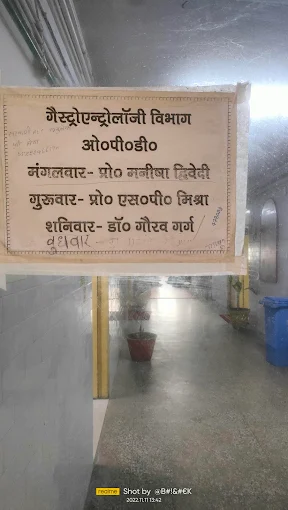 गैस्ट्रोएन्ट्रोलॉजी विभाग
ओ०पी०डी०
मंगलवार- प्रो० मनीषा द्विवेदी
गुरूवार- प्रो० एस०पी० मिश्रा
शनिवार- डॉ० गौरव गर्ग
बुधवार
realme Shot by @B#!&#€K
2022.11.11 13:42